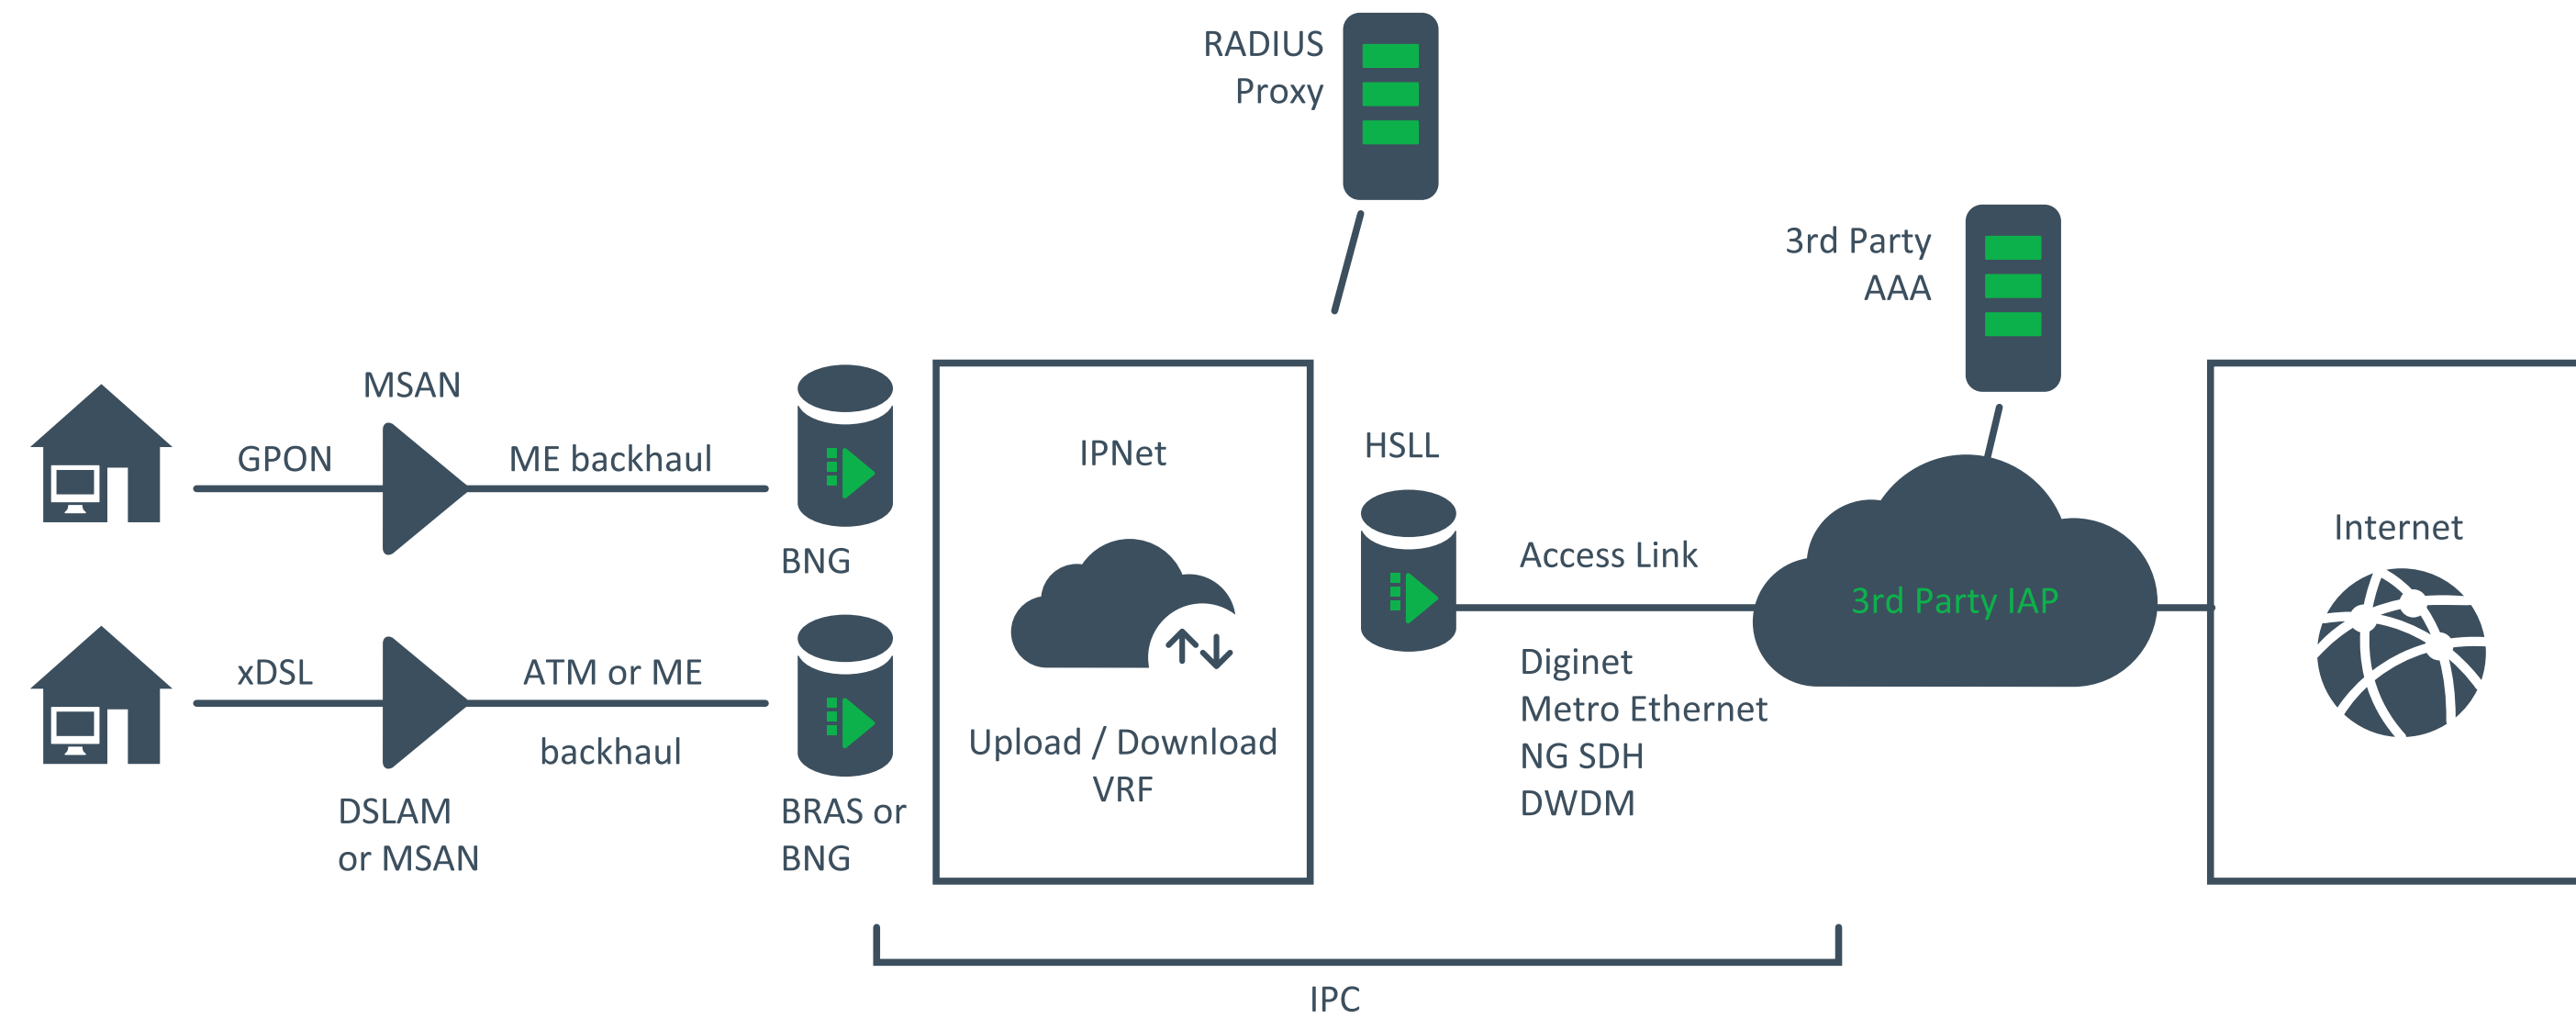 RADIUS
Proxy
3rd Party
AAA
MSAN
GPON
ME backhaul
BNG
xDSL
ATM or ME
backhaul
DSLAM
or MSAN
BRAS or
BNG
IPNet
Upload / Download
VRF
HSLL
Access Link
Diginet
Metro Ethernet
NG SDH
DWDM
3rd Party IAP
Internet
IPC